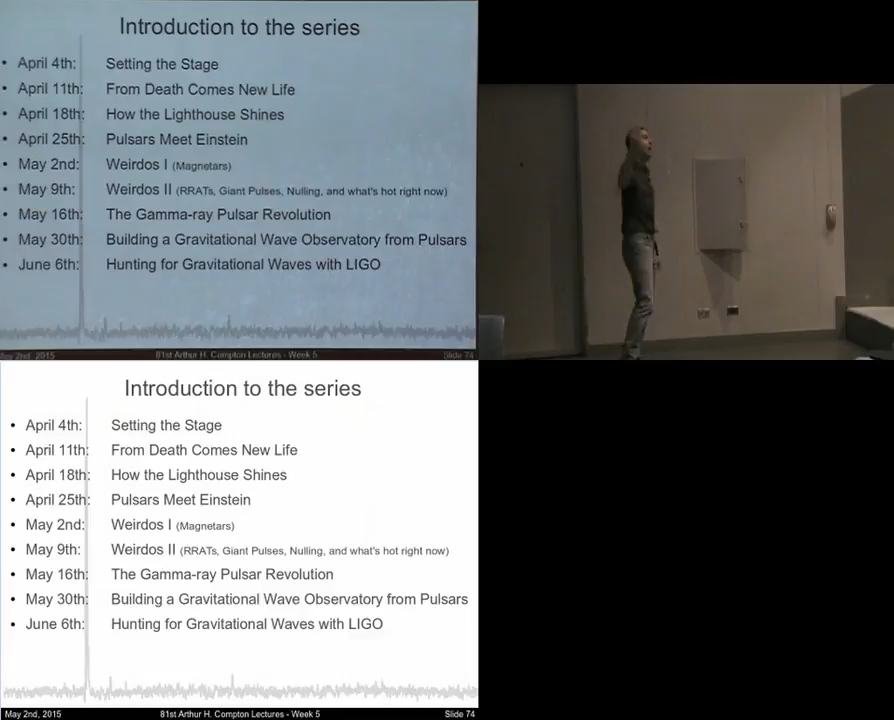 Introduction to the series
• April 4th: Setting the Stage
• April 11th: From Death Comes New Life
• April 18th: How the Lighthouse Shines
• April 25th: Pulsars Meet Einstein
• May 2nd: Weirdos I (Magnetars)
• May 9th: Weirdos II (RRATs, Giant Pulses, Nulling, and what's hot right now)
• May 16th: The Gamma-ray Pulsar Revolution
• May 30th: Building a Gravitational Wave Observatory from Pulsars
• June 6th: Hunting for Gravitational Waves with LIGO
May 2nd, 2015 81st Arthur H. Compton Lectures - Week 5 Slide 74
Introduction to the series
• April 4th: Setting the Stage
• April 11th: From Death Comes New Life
• April 18th: How the Lighthouse Shines
• April 25th: Pulsars Meet Einstein
• May 2nd: Weirdos I (Magnetars)
• May 9th: Weirdos II (RRATs, Giant Pulses, Nulling, and what's hot right now)
• May 16th: The Gamma-ray Pulsar Revolution
• May 30th: Building a Gravitational Wave Observatory from Pulsars
• June 6th: Hunting for Gravitational Waves with LIGO
May 2nd, 2015 81st Arthur H. Compton Lectures - Week 5 Slide 74